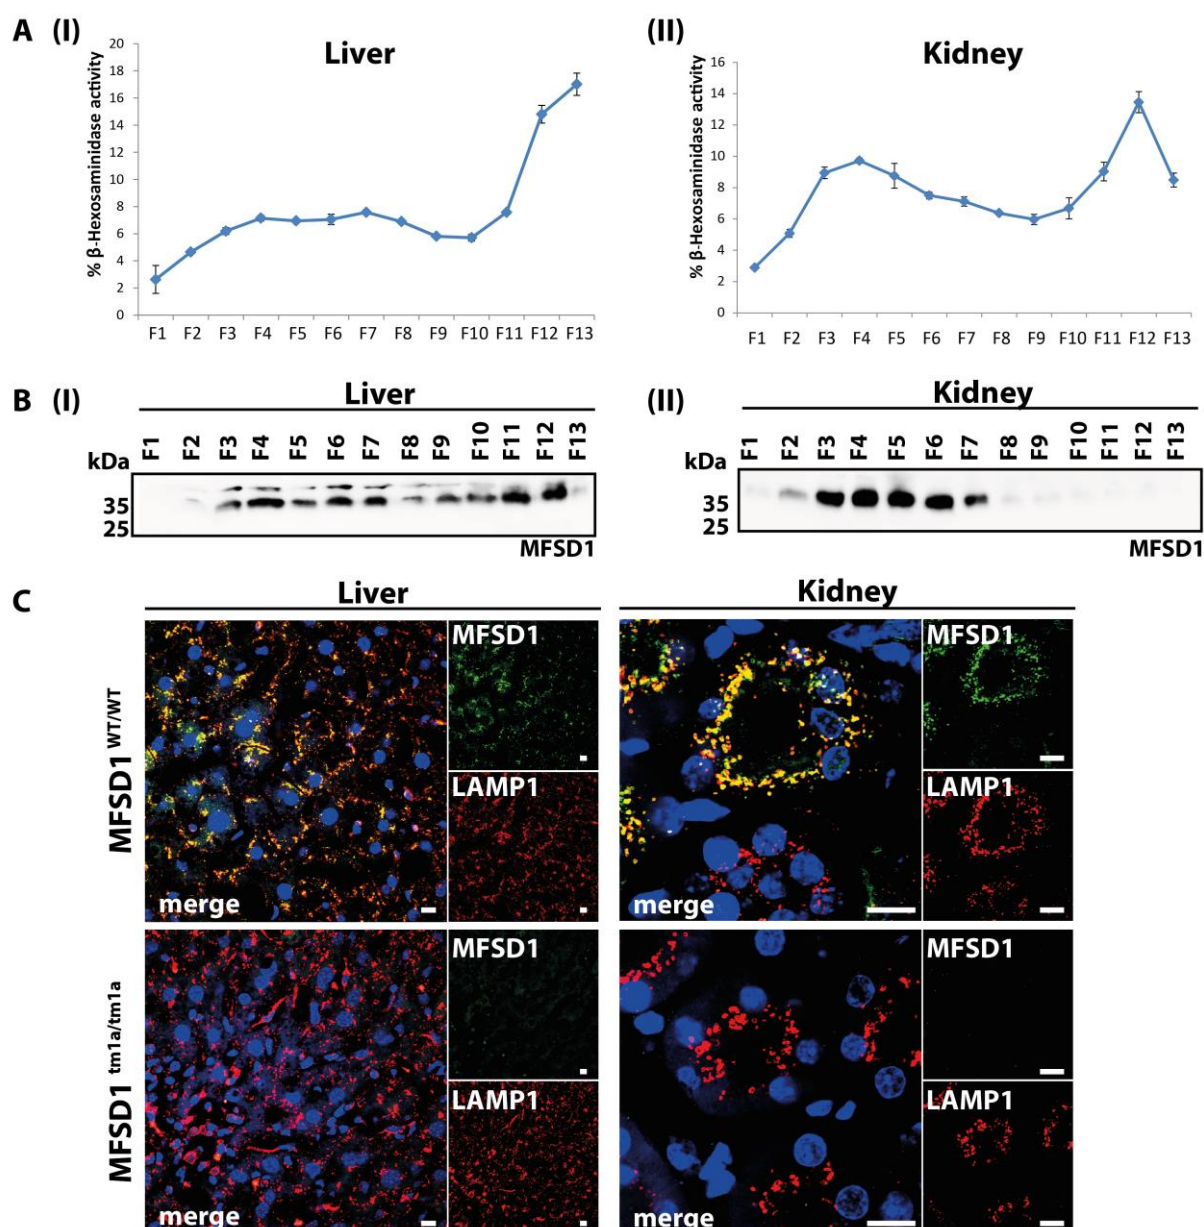 A (I) Liver
% β-Hexosaminidase activity
20
18
16
14
12
10
8
6
4
2
0
F1 F2 F3 F4 F5 F6 F7 F8 F9 F10 F11 F12 F13
(II) Kidney
% β-Hexosaminidase activity
16
14
12
10
8
6
4
2
0
F1 F2 F3 F4 F5 F6 F7 F8 F9 F10 F11 F12 F13
B (I) Liver
F1 F2 F3 F4 F5 F6 F7 F8 F9 F10 F11 F12 F13
kDa
35
25
MFSD1
(II) Kidney
F1 F2 F3 F4 F5 F6 F7 F8 F9 F10 F11 F12 F13
kDa
35
25
MFSD1
C
Liver
Kidney
MFSD1 WT/WT
merge
MFSD1
LAMP1
merge
MFSD1
LAMP1
MFSD1 tm1a/tm1a
merge
MFSD1
LAMP1
merge
MFSD1
LAMP1